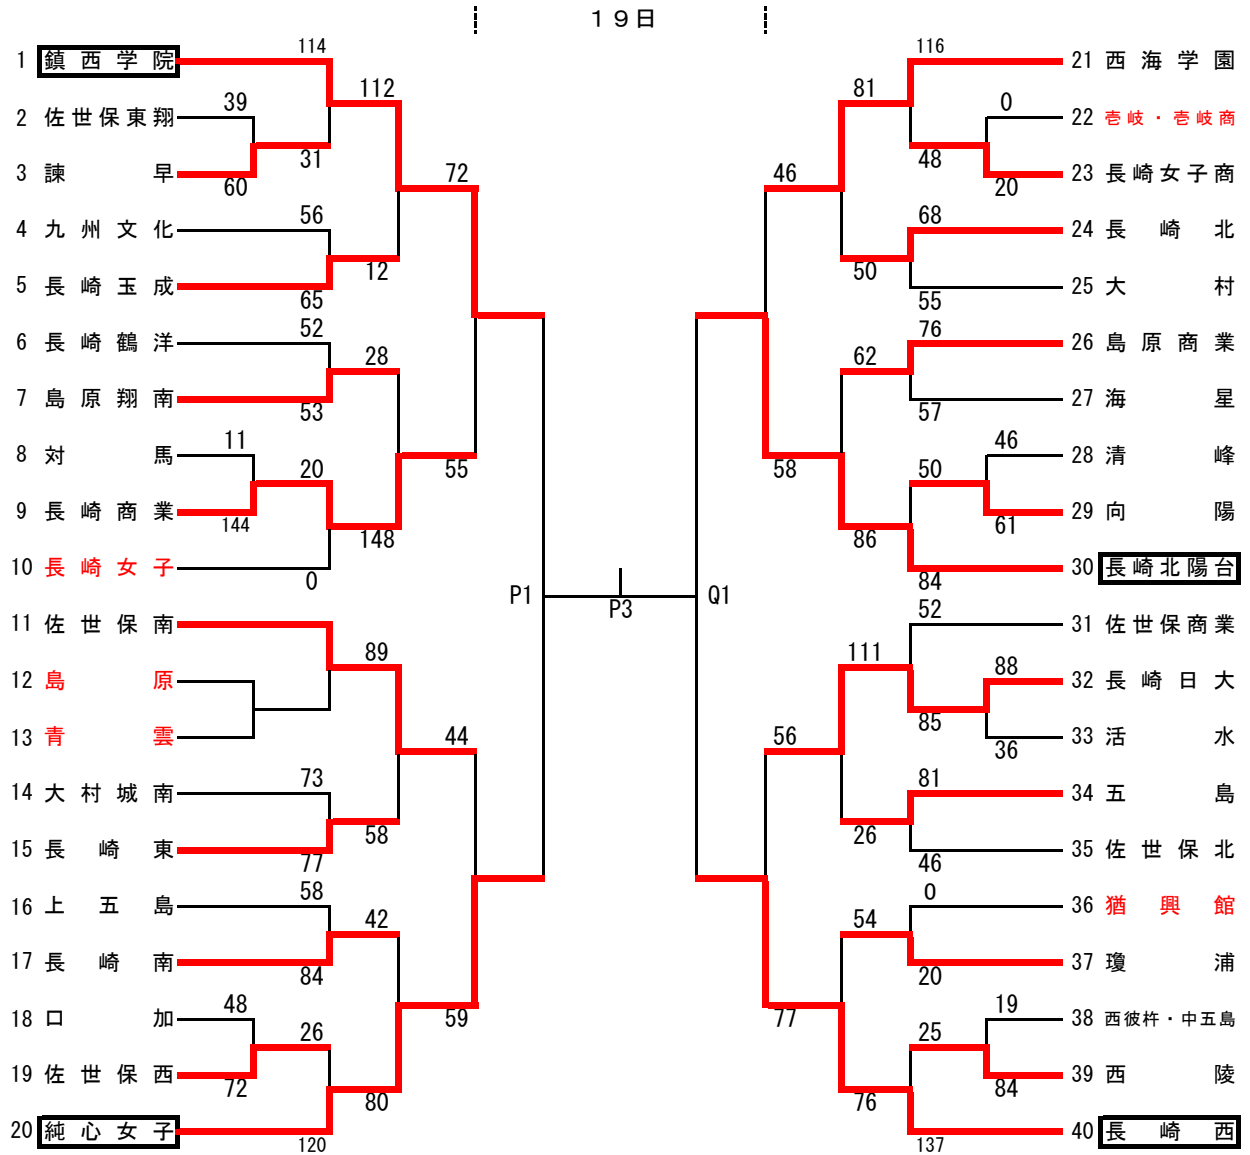 １９日
1 鎮西学院
2 佐世保東翔
3 諫早
4 九州文化
5 長崎玉成
6 長崎鶴洋
7 島原翔南
8 対馬
9 長崎商業
10 長崎女子
11 佐世保南
12 島原
13 青雲
14 大村城南
15 長崎東
16 上五島
17 長崎南
18 口加
19 佐世保西
20 純心女子
114
39
60
31
112
56
65
12
72
52
53
28
11
144
20
0
148
55
89
73
77
58
44
58
84
42
48
72
26
120
80
59
P1
P3
Q1
116
81
0
20
48
46
68
55
50
76
57
62
46
61
50
84
86
58
52
88
36
85
111
56
81
46
26
0
20
54
19
84
25
137
76
77
21 西海学園
22 壱岐・壱岐商
23 長崎女子商
24 長崎北
25 大村
26 島原商業
27 海星
28 清峰
29 向陽
30 長崎北陽台
31 佐世保商業
32 長崎日大
33 活水
34 五島
35 佐世保北
36 猶興館
37 瓊浦
38 西彼杵・中五島
39 西陵
40 長崎西